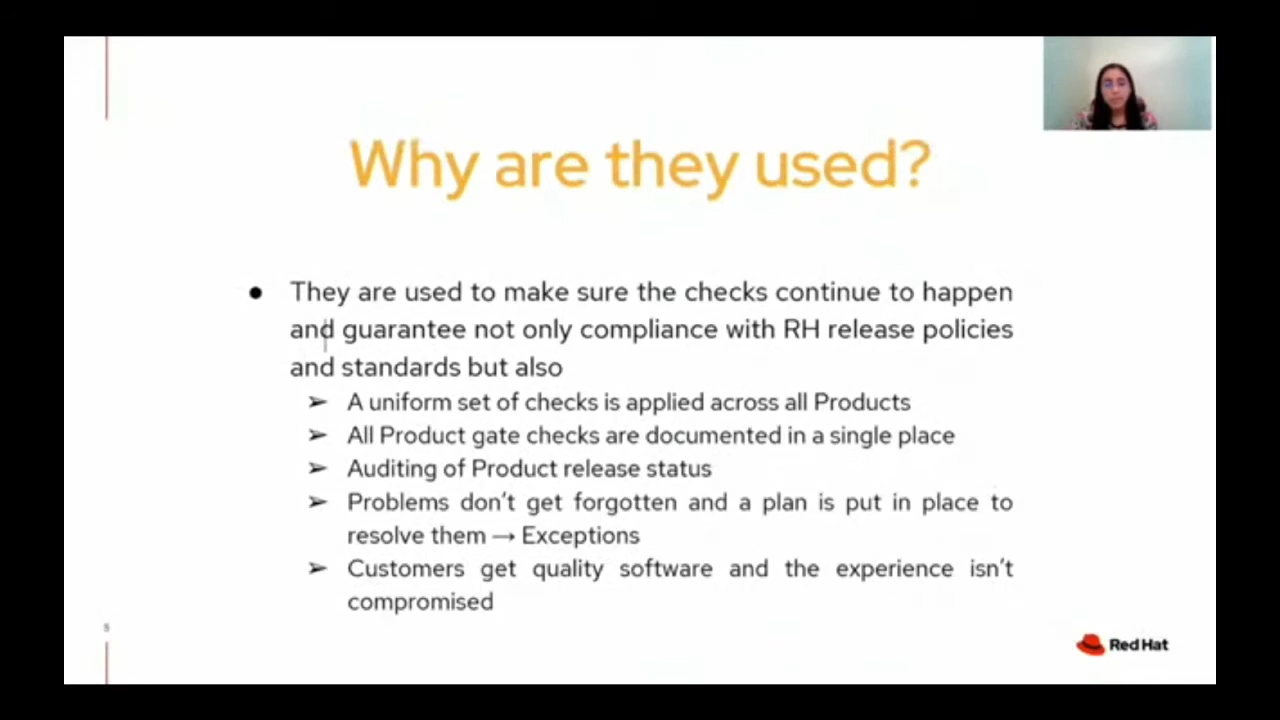 Why are they used?
● They are used to make sure the checks continue to happen
and guarantee not only compliance with RH release policies
and standards but also
➢ A uniform set of checks is applied across all Products
➢ All Product gate checks are documented in a single place
➢ Auditing of Product release status
➢ Problems don't get forgotten and a plan is put in place to
resolve them → Exceptions
➢ Customers get quality software and the experience isn't
compromised
Red Hat